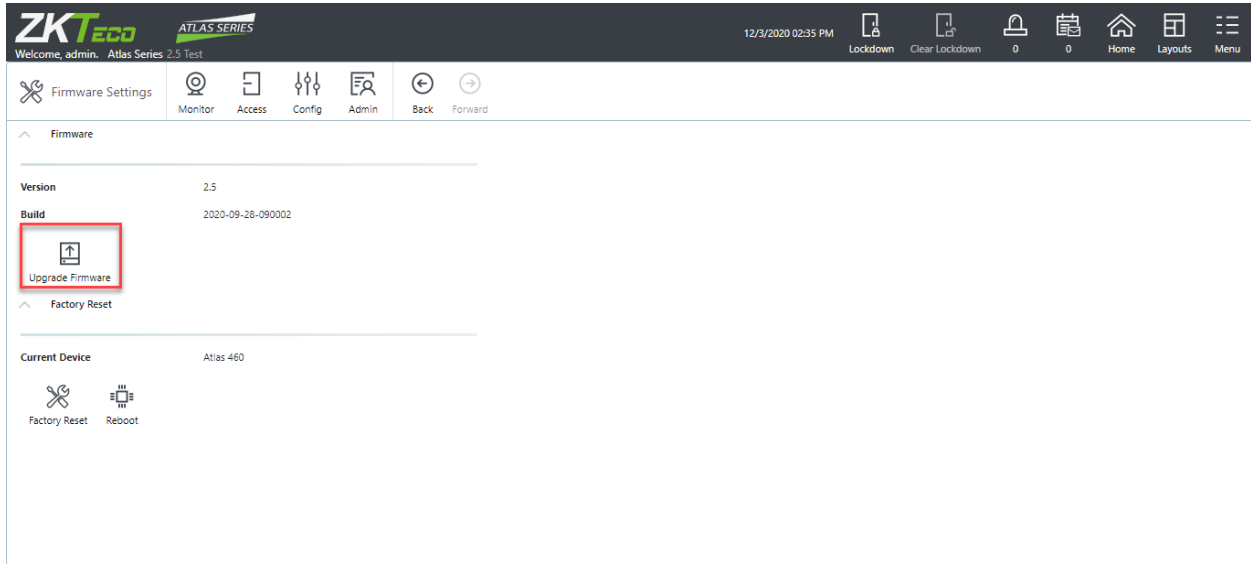 ZKTeco ATLAS SERIES
12/3/2020 02:35 PM
Lockdown Clear Lockdown 0 0 Home Layouts Menu
Welcome, admin. Atlas Series 2.5 Test
Firmware Settings
Monitor Access Config Admin Back Forward
Firmware
Version 2.5
Build 2020-09-28-090002
Upgrade Firmware
Factory Reset
Current Device Atlas 460
Factory Reset Reboot